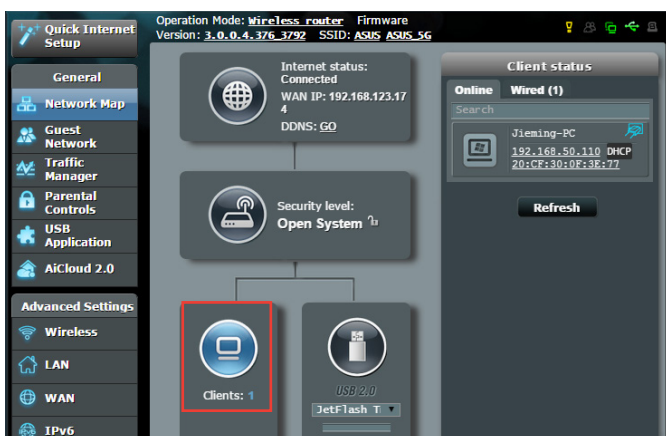 Quick Internet
Setup
Operation Mode: Wireless router Firmware
Version: 3.0.0.4.376_3792 SSID: ASUS ASUS_5G
General
Network Map
Guest
Network
Traffic
Manager
Parental
Controls
USB
Application
AiCloud 2.0
Advanced Settings
Wireless
LAN
WAN
IPv6
Internet status:
Connected
WAN IP: 192.168.123.17
4
DDNS: GO
Security level:
Open System
Clients: 1
USB 2.0
JetFlash T
Client status
Online Wired (1)
Search
Jieming-PC
192.168.50.110 DHCP
20:CF:30:0F:3E:77
Refresh